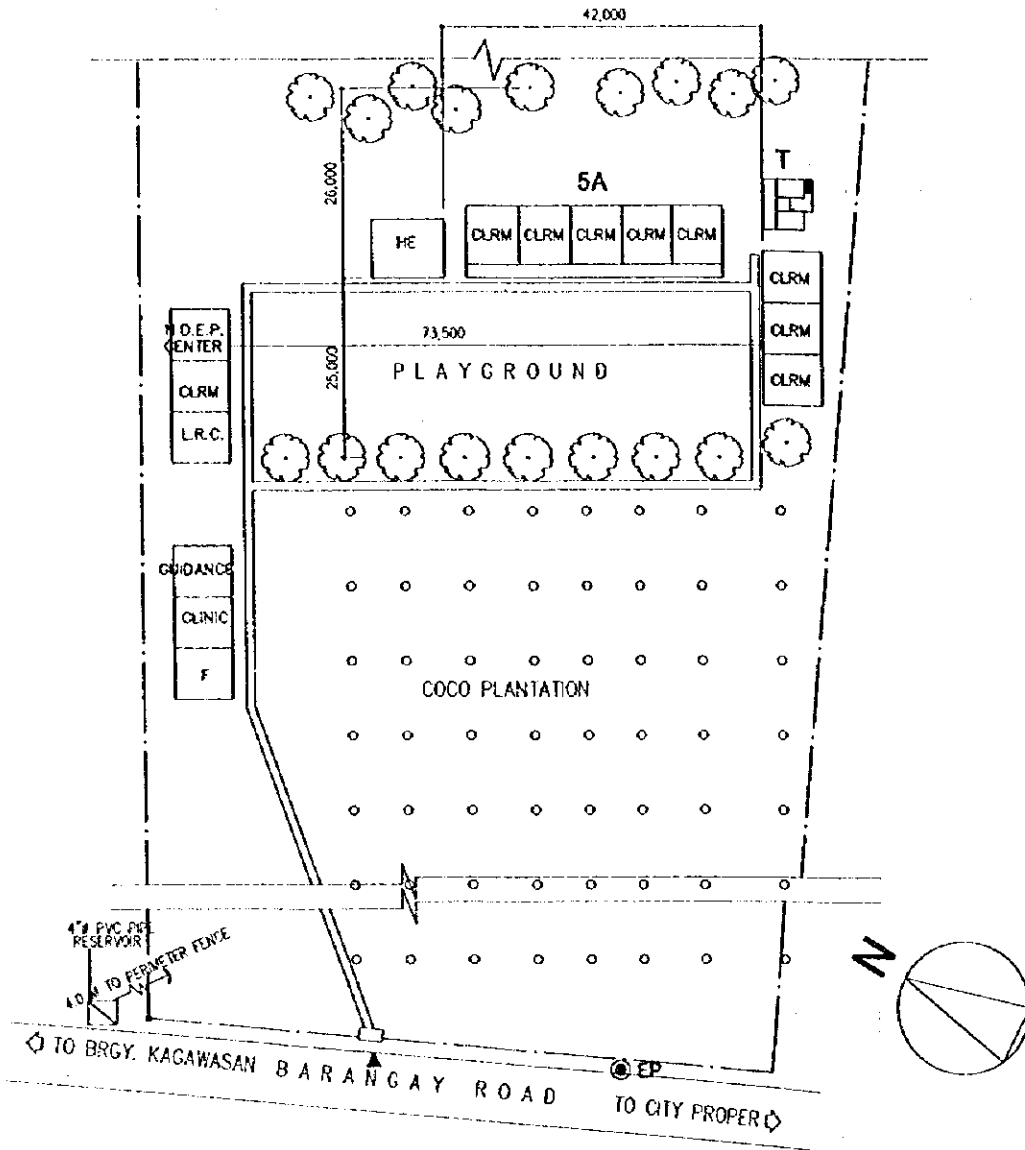 42,000
26,000
T
5A
HE
CLRM CLRM CLRM CLRM CLRM
CLRM
CLRM
CLRM
D.E.P.
CENTER
CLRM
L.R.C.
73,500
25,000
PLAYGROUND
GUIDANCE
CLINIC
F
COCO PLANTATION
4"Ø PVC PIPE
RESERVOIR
4.0 M TO PERIMETER FENCE
N
TO BRGY. KAGAWASAN
BARANGAY ROAD
EP
TO CITY PROPER